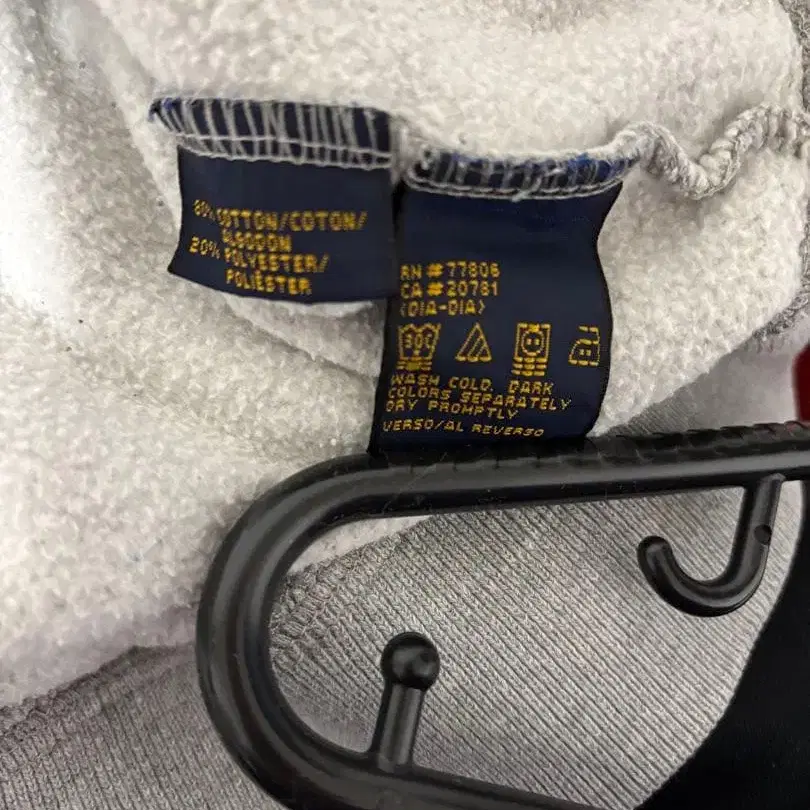 80% COTTON/COTON/
ALGODON
20% POLYESTER/
POLIÉSTER
RN #77806
CA #20781
(DIA-DIA)
30C
WASH COLD. DARK
COLORS SEPARATELY
DRY PROMPTLY
VERSO/AL REVERSO